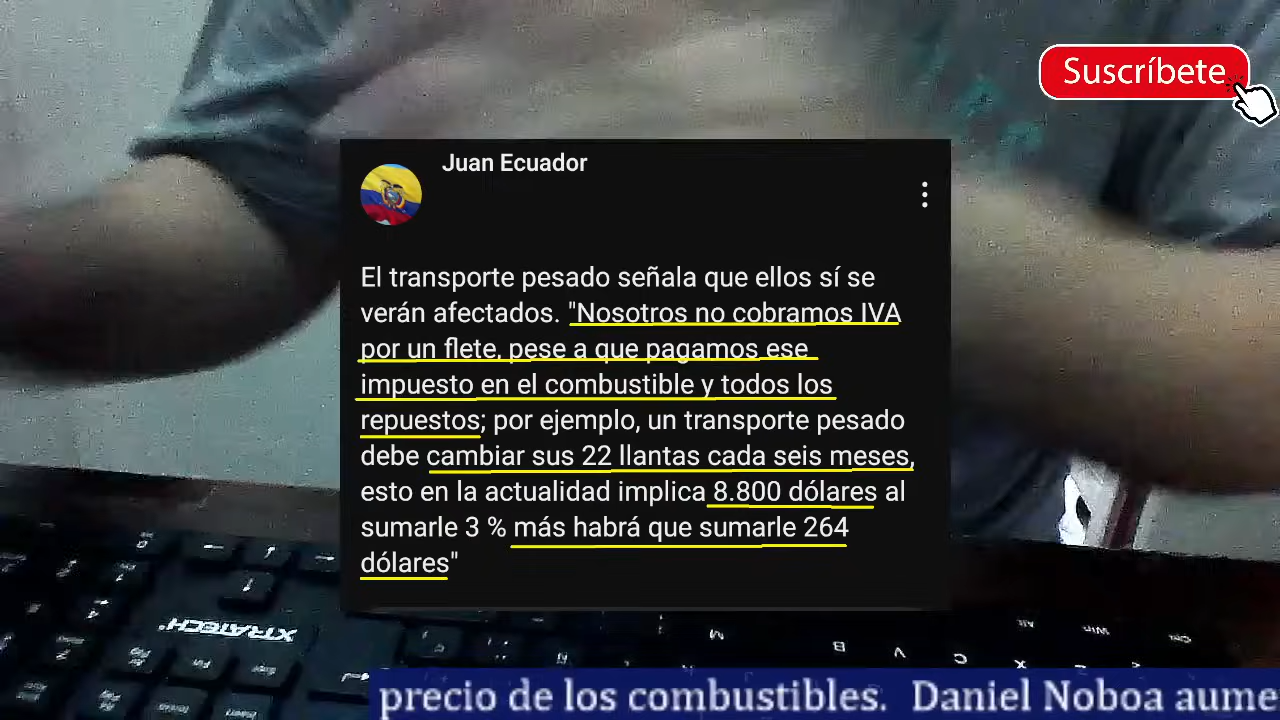 Suscríbete
Juan Ecuador
El transporte pesado señala que ellos sí se
verán afectados. "Nosotros no cobramos IVA
por un flete, pese a que pagamos ese
impuesto en el combustible y todos los
repuestos; por ejemplo, un transporte pesado
debe cambiar sus 22 llantas cada seis meses,
esto en la actualidad implica 8.800 dólares al
sumarle 3 % más habrá que sumarle 264
dólares"
XTRATECH
M
B
V
C
X
precio de los combustibles. Daniel Noboa aume